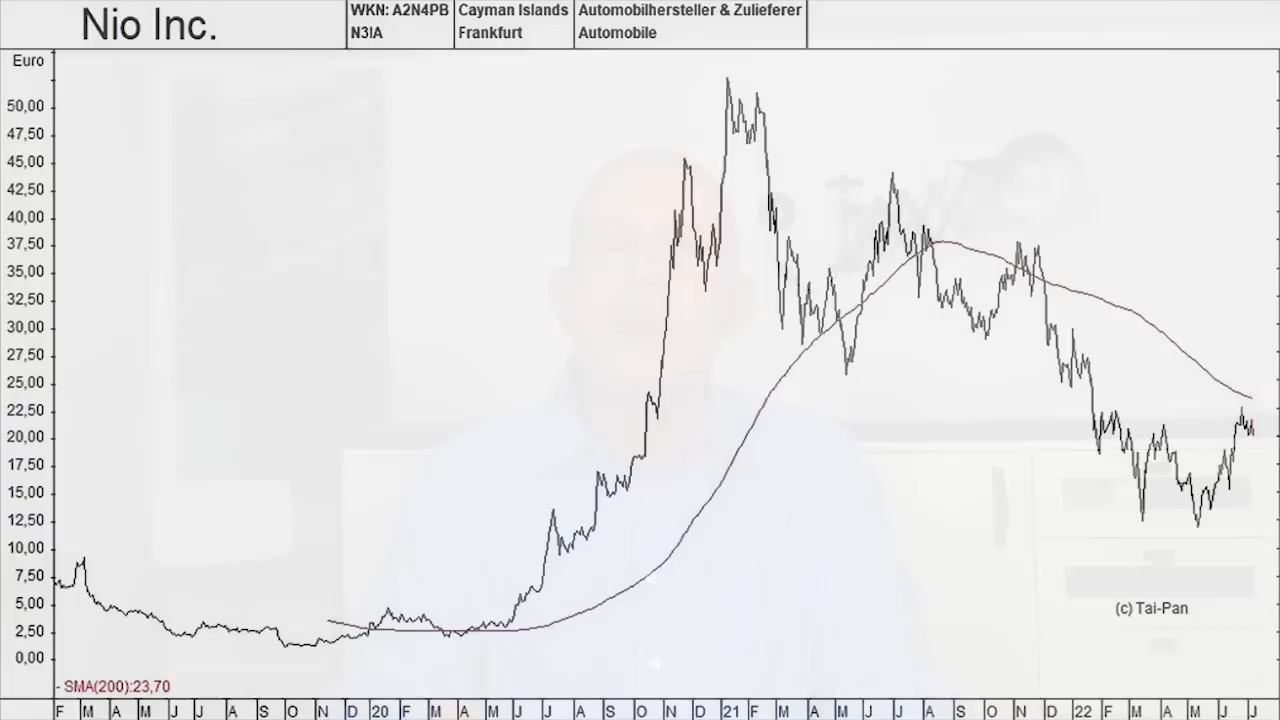 Nio Inc.
WKN: A2N4PB
N3IA
Cayman Islands
Frankfurt
Automobilhersteller & Zulieferer
Automobile
Euro
50,00
47,50
45,00
42,50
40,00
37,50
35,00
32,50
30,00
27,50
25,00
22,50
20,00
17,50
15,00
12,50
10,00
7,50
5,00
2,50
0,00
(c) Tai-Pan
- SMA(200):23,70
F M A M J J A S O N D 20 F M A M J J A S O N D 21 F M A M J J A S O N D 22 F M A M J J